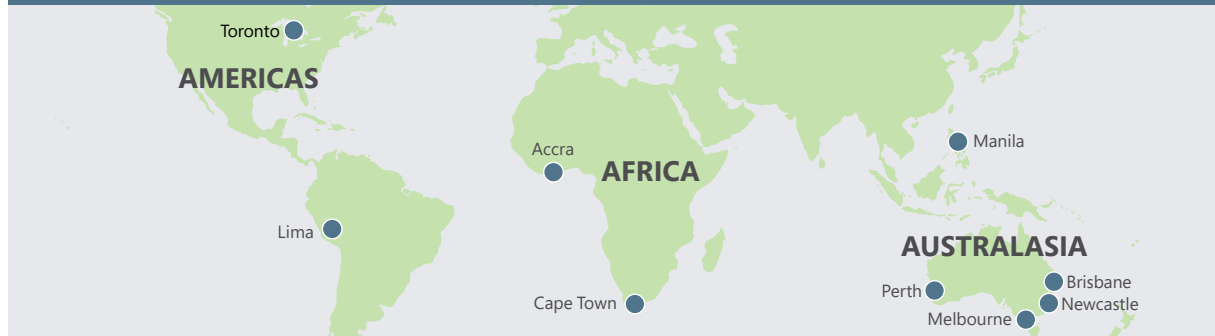 Toronto
AMERICAS
Lima
Accra
AFRICA
Cape Town
Manila
AUSTRALASIA
Perth
Brisbane
Newcastle
Melbourne